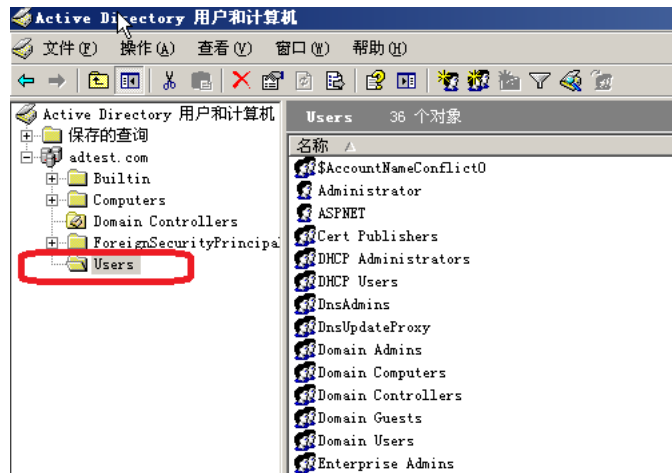 Active Directory 用户和计算机
文件(F) 操作(A) 查看(V) 窗口(W) 帮助(H)
Active Directory 用户和计算机
保存的查询
adtest.com
Builtin
Computers
Domain Controllers
ForeignSecurityPrincipa
Users
Users 36 个对象
名称
$AccountNameConflict0
Administrator
ASPNET
Cert Publishers
DHCP Administrators
DHCP Users
DnsAdmins
DnsUpdateProxy
Domain Admins
Domain Computers
Domain Controllers
Domain Guests
Domain Users
Enterprise Admins